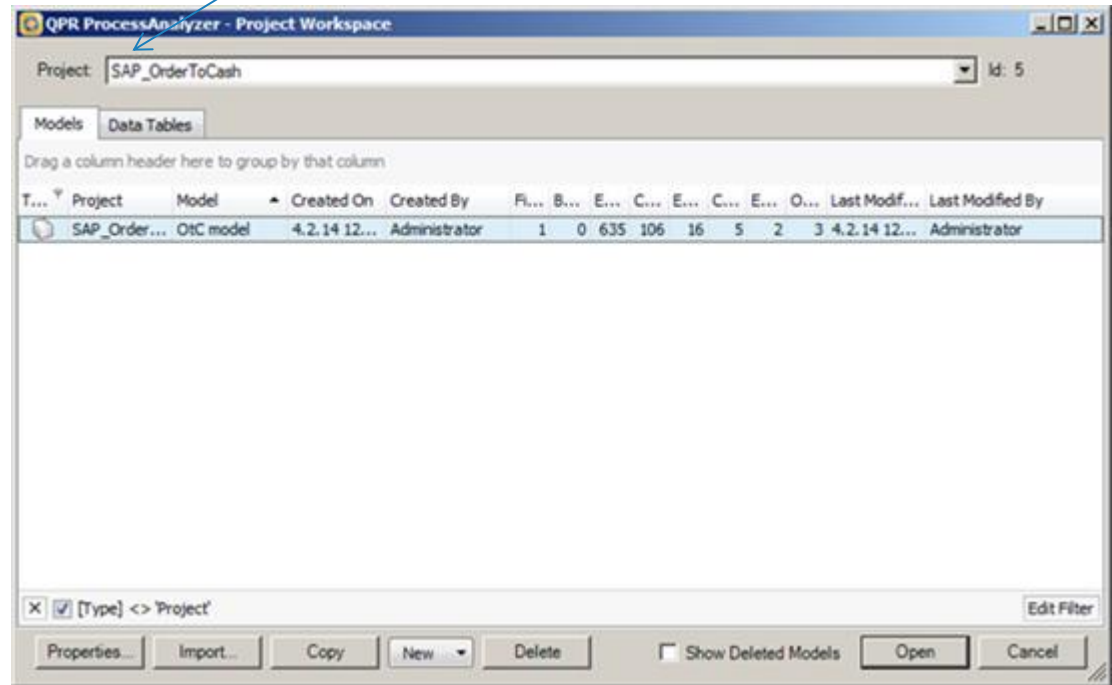 QPR ProcessAnalyzer - Project Workspace
Project: SAP_OrderToCash Id: 5
Models Data Tables
Drag a column header here to group by that column
T... Project Model Created On Created By Fi... B... E... C... E... C... E... O... Last Modif... Last Modified By
SAP_Order... OtC model 4.2.14 12... Administrator 1 0 635 106 16 5 2 3 4.2.14 12... Administrator
[Type] <> 'Project' Edit Filter
Properties... Import... Copy New Delete Show Deleted Models Open Cancel